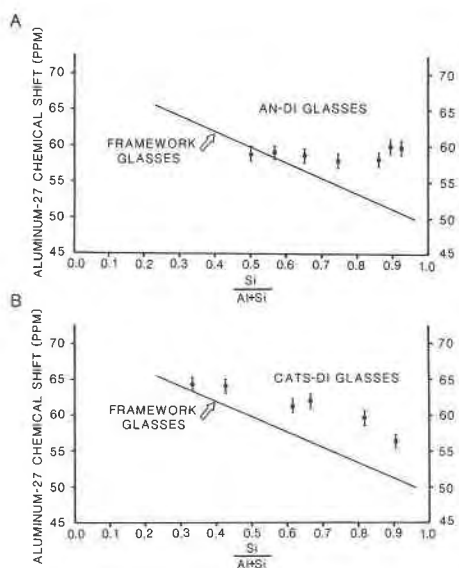 A
ALUMINUM-27 CHEMICAL SHIFT (PPM)
70
65
60
55
50
45
70
65
60
55
50
45
AN-DI GLASSES
FRAMEWORK
GLASSES
0.0 0.1 0.2 0.3 0.4 0.5 0.6 0.7 0.8 0.9 1.0
Si
Al+Si
B
ALUMINUM-27 CHEMICAL SHIFT (PPM)
70
65
60
55
50
45
70
65
60
55
50
45
CATS-DI GLASSES
FRAMEWORK
GLASSES
0.0 0.1 0.2 0.3 0.4 0.5 0.6 0.7 0.8 0.9 1.0
Si
Al+Si